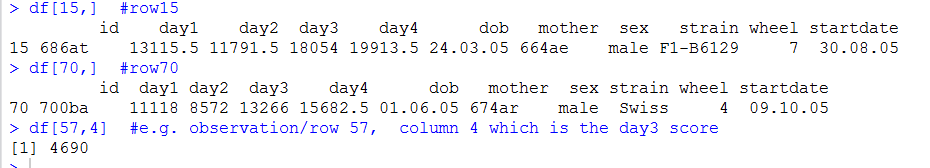 > df[15,]  #row15
      id    day1    day2  day3    day4      dob mother  sex   strain wheel startdate
15 686at 13115.5 11791.5 18054 19913.5 24.03.05  664ae male F1-B6129     7  30.08.05
> df[70,]  #row70
      id  day1 day2  day3    day4      dob mother  sex strain wheel startdate
70 700ba 11118 8572 13266 15682.5 01.06.05  674ar male  Swiss     4  09.10.05
> df[57,4]  #e.g. observation/row 57,  column 4 which is the day3 score
[1] 4690
>